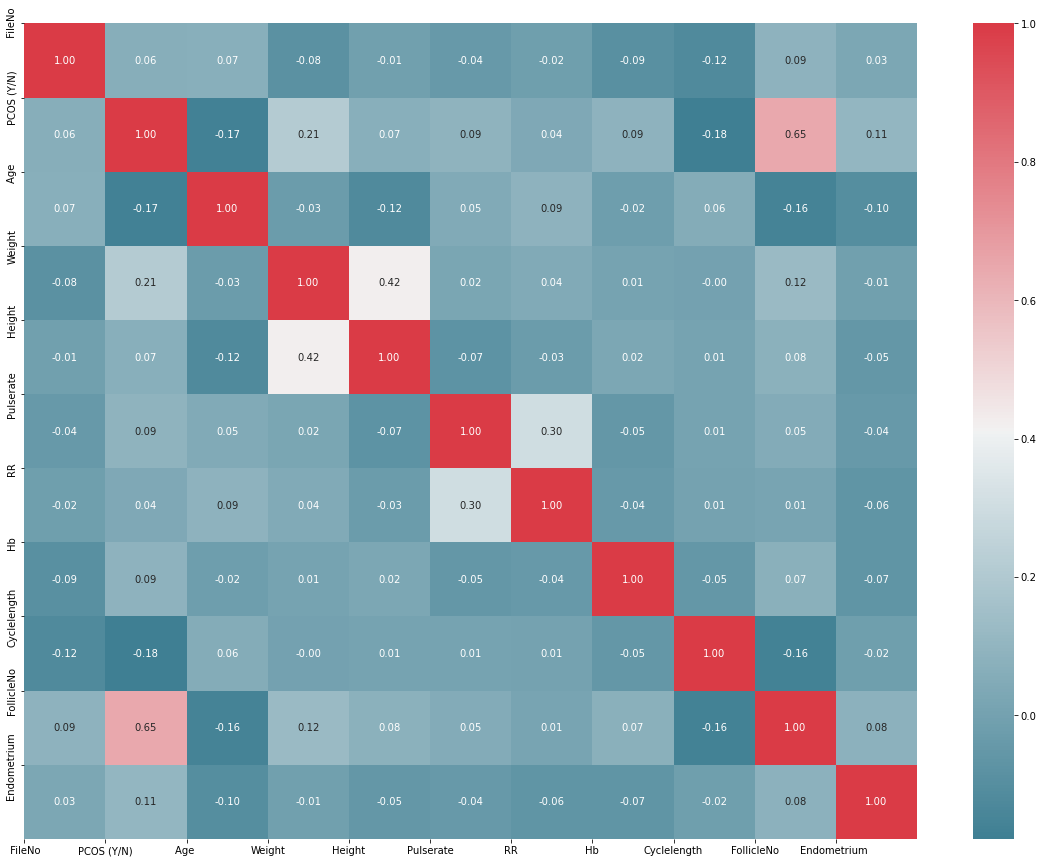 FileNo 1.00 0.06 0.07 -0.08 -0.01 -0.04 -0.02 -0.09 -0.12 0.09 0.03
PCOS (Y/N) 0.06 1.00 -0.17 0.21 0.07 0.09 0.04 0.09 -0.18 0.65 0.11
Age 0.07 -0.17 1.00 -0.03 -0.12 0.05 0.09 -0.02 0.06 -0.16 -0.10
Weight -0.08 0.21 -0.03 1.00 0.42 0.02 0.04 0.01 -0.00 0.12 -0.01
Height -0.01 0.07 -0.12 0.42 1.00 -0.07 -0.03 0.02 0.01 0.08 -0.05
Pulserate -0.04 0.09 0.05 0.02 -0.07 1.00 0.30 -0.05 0.01 0.05 -0.04
RR -0.02 0.04 0.09 0.04 -0.03 0.30 1.00 -0.04 0.01 0.01 -0.06
Hb -0.09 0.09 -0.02 0.01 0.02 -0.05 -0.04 1.00 -0.05 0.07 -0.07
Cyclelength -0.12 -0.18 0.06 -0.00 0.01 0.01 0.01 -0.05 1.00 -0.16 -0.02
FollicleNo 0.09 0.65 -0.16 0.12 0.08 0.05 0.01 0.07 -0.16 1.00 0.08
Endometrium 0.03 0.11 -0.10 -0.01 -0.05 -0.04 -0.06 -0.07 -0.02 0.08 1.00
FileNo PCOS (Y/N) Age Weight Height Pulserate RR Hb Cyclelength FollicleNo Endometrium
1.0
0.8
0.6
0.4
0.2
0.0